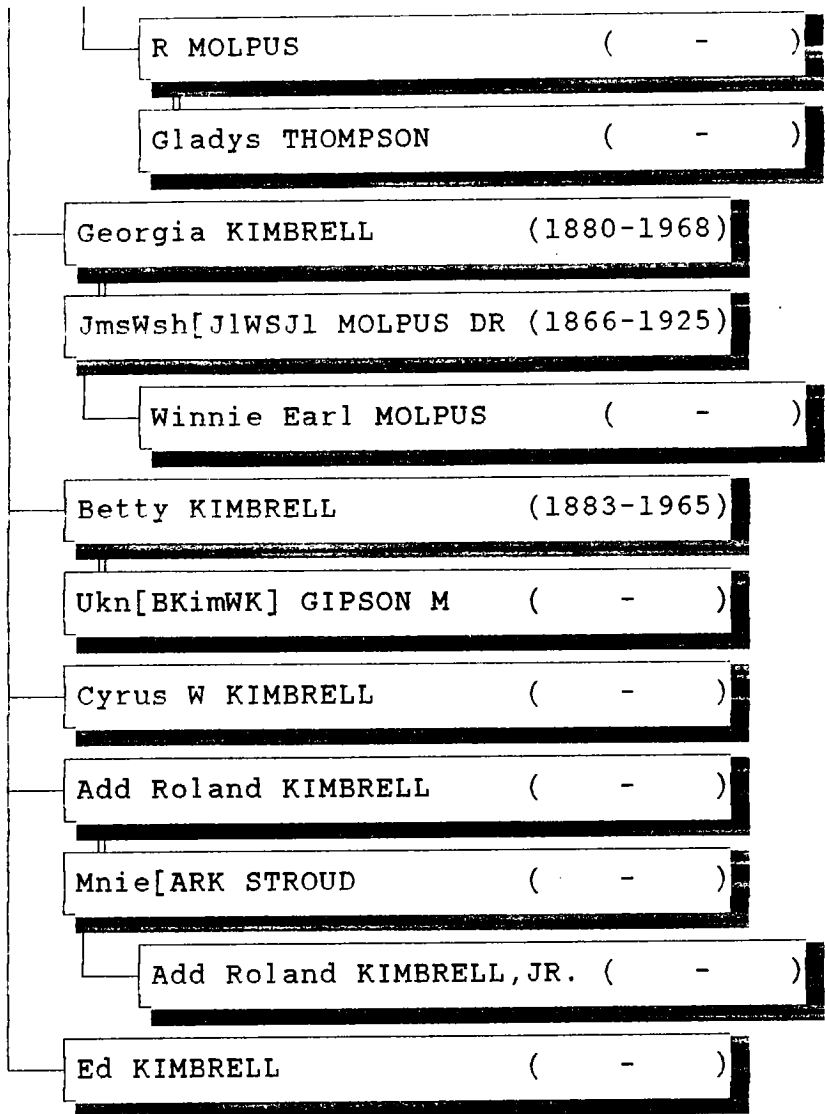 R MOLPUS ( - )
Gladys THOMPSON ( - )
Georgia KIMBRELL (1880-1968)
JmsWsh[JlWSJl MOLPUS DR (1866-1925)
Winnie Earl MOLPUS ( - )
Betty KIMBRELL (1883-1965)
Ukn[BKimWK] GIPSON M ( - )
Cyrus W KIMBRELL ( - )
Add Roland KIMBRELL ( - )
Mnie[ARK STROUD ( - )
Add Roland KIMBRELL,JR. ( - )
Ed KIMBRELL ( - )